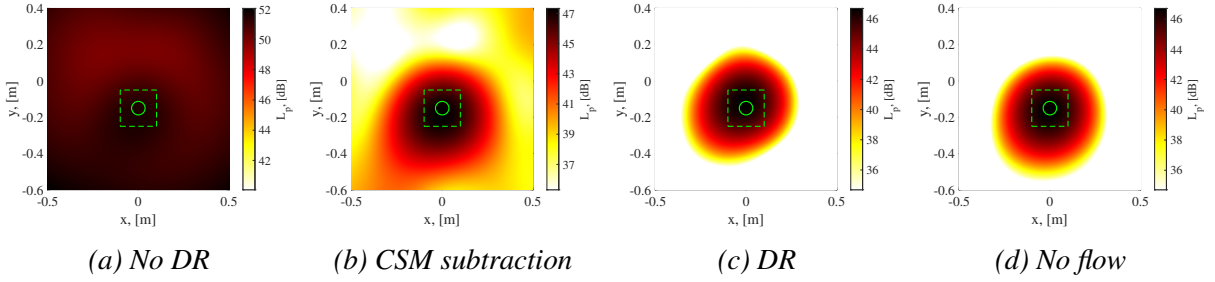 0.4
0.2
0
-0.2
-0.4
-0.6
-0.5 0 0.5
x, [m]
y, [m]
52
50
48
46
44
42
L_p, [dB]
(a) No DR
0.4
0.2
0
-0.2
-0.4
-0.6
-0.5 0 0.5
x, [m]
y, [m]
47
45
43
41
39
37
L_p, [dB]
(b) CSM subtraction
0.4
0.2
0
-0.2
-0.4
-0.6
-0.5 0 0.5
x, [m]
y, [m]
46
44
42
40
38
36
L_p, [dB]
(c) DR
0.4
0.2
0
-0.2
-0.4
-0.6
-0.5 0 0.5
x, [m]
y, [m]
46
44
42
40
38
36
L_p, [dB]
(d) No flow